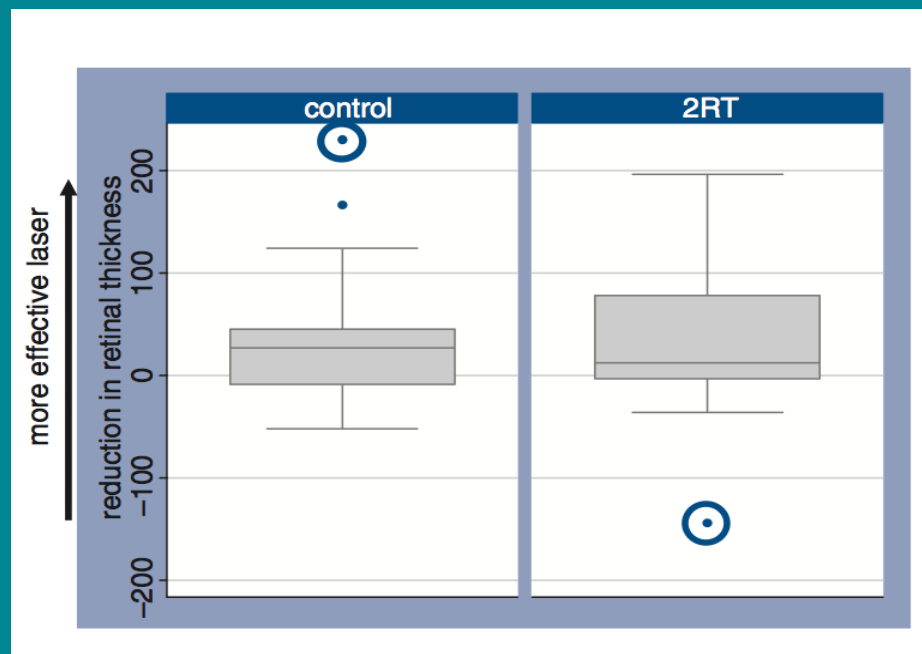 control
2RT
more effective laser
reduction in retinal thickness
200
100
0
−100
−200